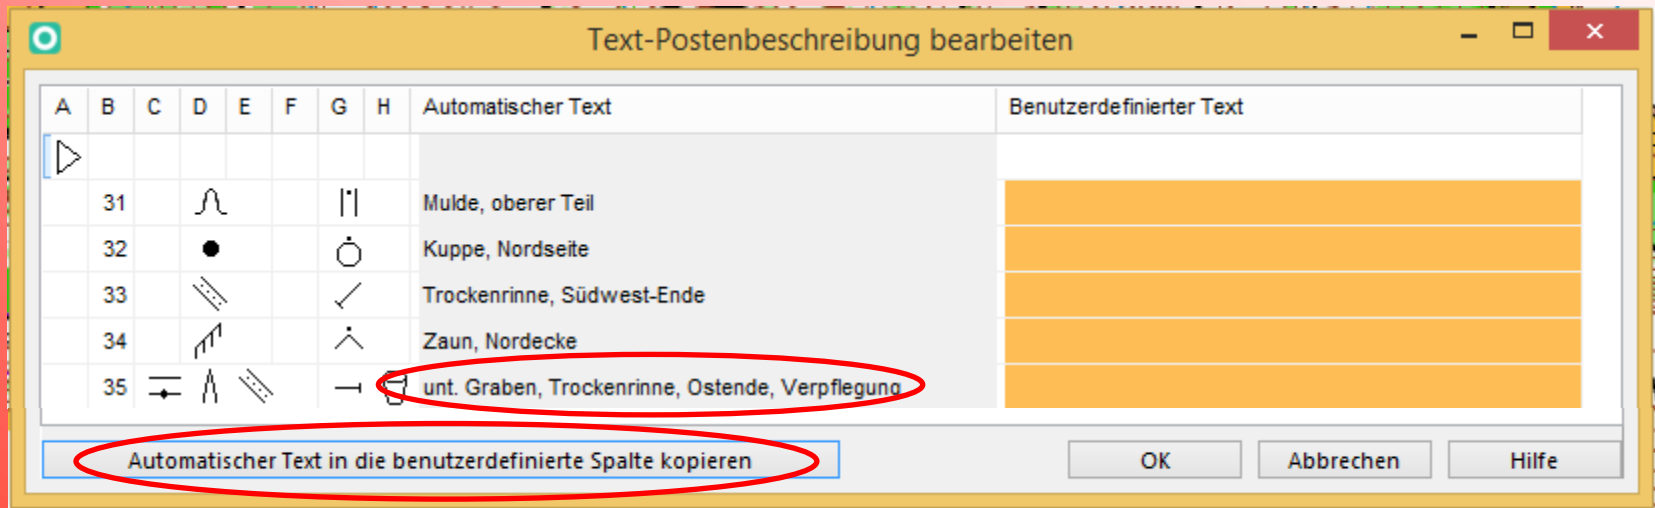 Text-Postenbeschreibung bearbeiten
A B C D E F G H Automatischer Text Benutzerdefinierter Text
31 Mulde, oberer Teil
32 Kuppe, Nordseite
33 Trockenrinne, Südwest-Ende
34 Zaun, Nordecke
35 unt. Graben, Trockenrinne, Ostende, Verpflegung
Automatischer Text in die benutzerdefinierte Spalte kopieren OK Abbrechen Hilfe